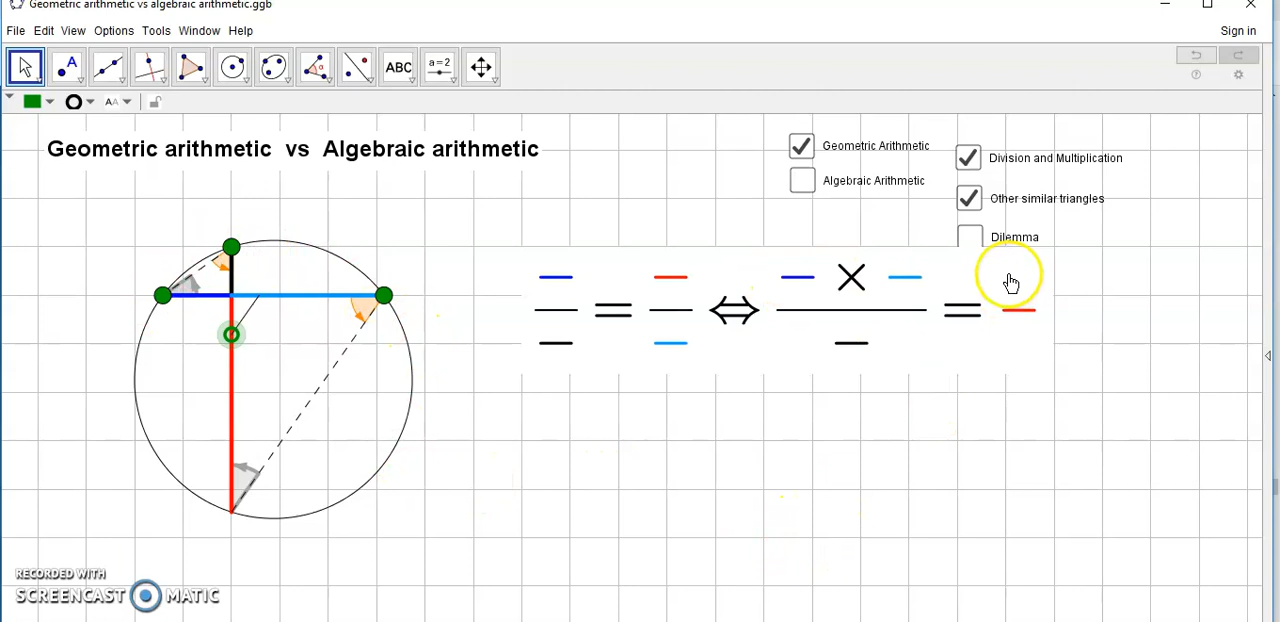 Geometric arithmetic vs algebraic arithmetic.ggb
File Edit View Options Tools Window Help
Sign in
A
ABC
a=2
AA
Geometric arithmetic vs Algebraic arithmetic
Geometric Arithmetic
Division and Multiplication
Algebraic Arithmetic
Other similar triangles
Dilemma
× 
= ⇔ =
RECORDED WITH
SCREENCAST MATIC